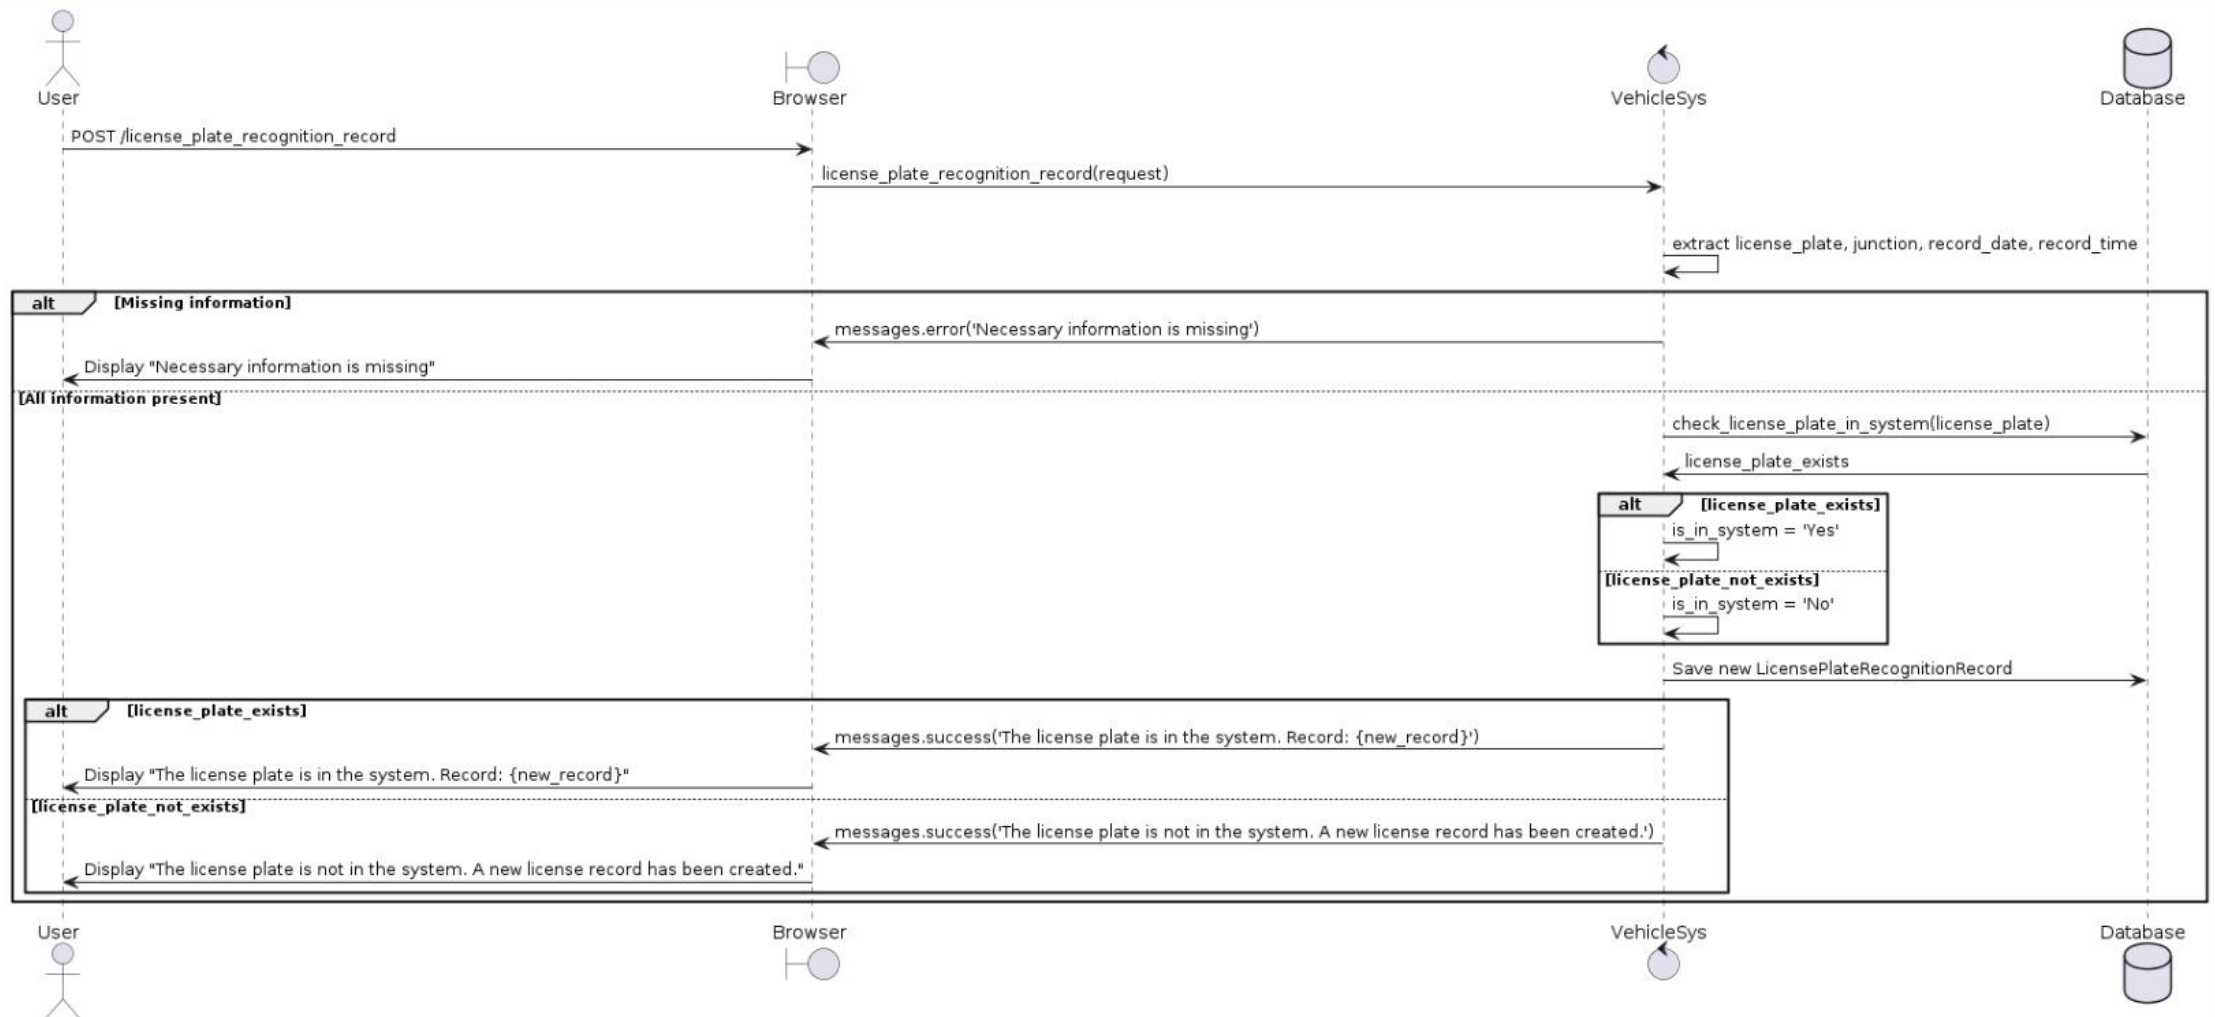 User
Browser
VehicleSys
Database
POST /license_plate_recognition_record
license_plate_recognition_record(request)
extract license_plate, junction, record_date, record_time
alt [Missing information]
messages.error('Necessary information is missing')
Display "Necessary information is missing"
[All information present]
check_license_plate_in_system(license_plate)
license_plate_exists
alt [license_plate_exists]
is_in_system = 'Yes'
[license_plate_not_exists]
is_in_system = 'No'
Save new LicensePlateRecognitionRecord
alt [license_plate_exists]
messages.success('The license plate is in the system. Record: {new_record}')
Display "The license plate is in the system. Record: {new_record}"
[license_plate_not_exists]
messages.success('The license plate is not in the system. A new license record has been created.')
Display "The license plate is not in the system. A new license record has been created."
User
Browser
VehicleSys
Database